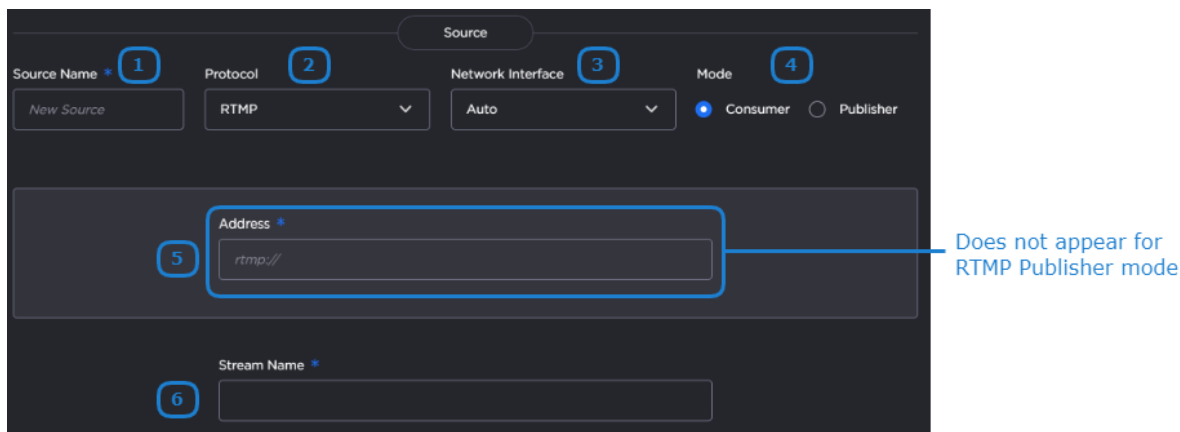 Source
Source Name * 1
Protocol 2
Network Interface 3
Mode 4
New Source
RTMP
Auto
Consumer
Publisher
Address *
5
rtmp://
Does not appear for
RTMP Publisher mode
Stream Name *
6